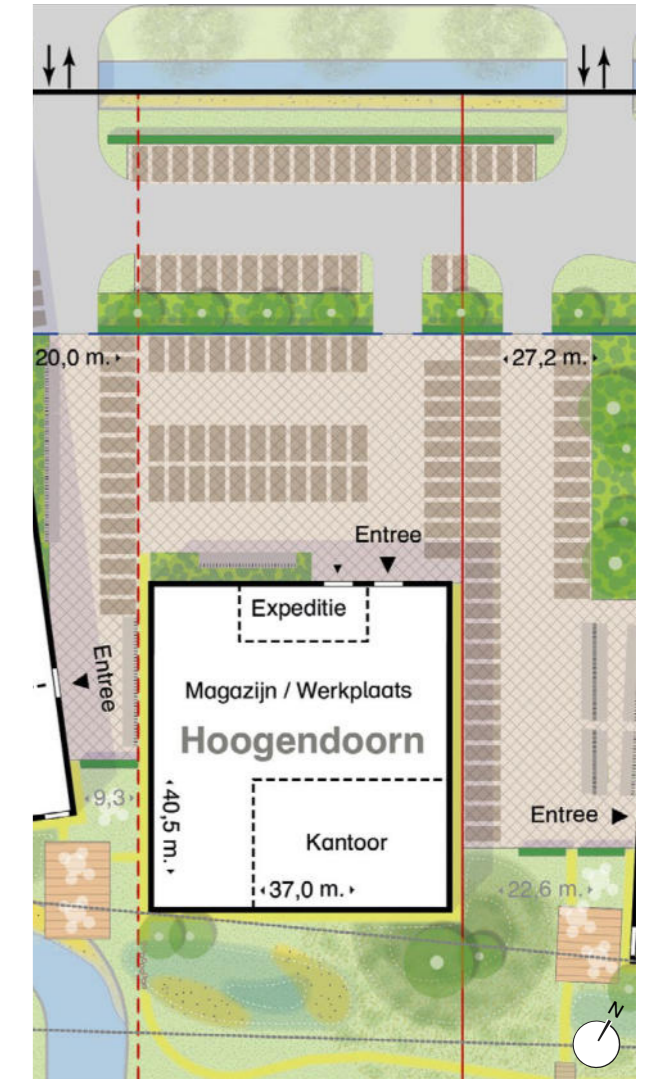 20,0 m.
27,2 m.
Entree
Expeditie
Entree
Magazijn / Werkplaats
Hoogendoorn
9,3
40,5 m.
Kantoor
Entree
37,0 m.
22,6 m.
N